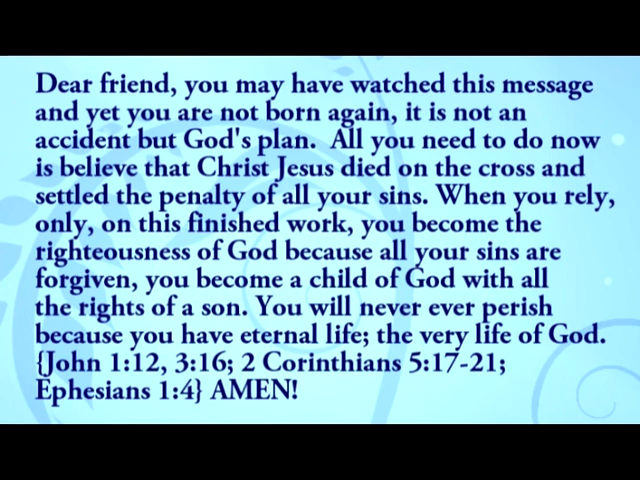 Dear friend, you may have watched this message
and yet you are not born again, it is not an
accident but God's plan.  All you need to do now
is believe that Christ Jesus died on the cross and
settled the penalty of all your sins. When you rely,
only, on this finished work, you become the
righteousness of God because all your sins are
forgiven, you become a child of God with all
the rights of a son. You will never ever perish
because you have eternal life; the very life of God.
{John 1:12, 3:16; 2 Corinthians 5:17-21;
Ephesians 1:4} AMEN!